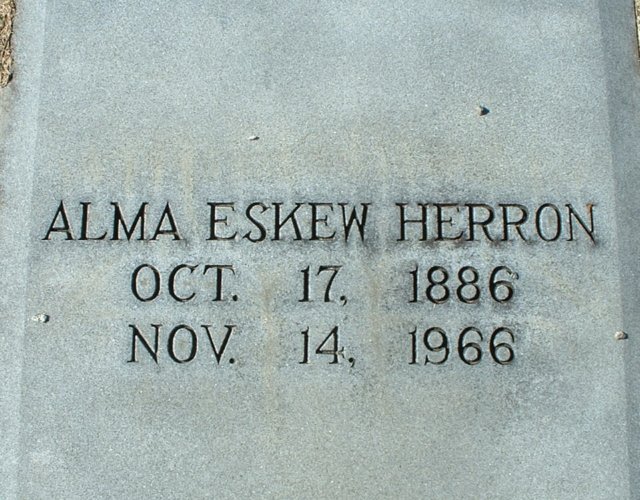 ALMA ESKEW HERRON
OCT. 17, 1886
NOV. 14, 1966